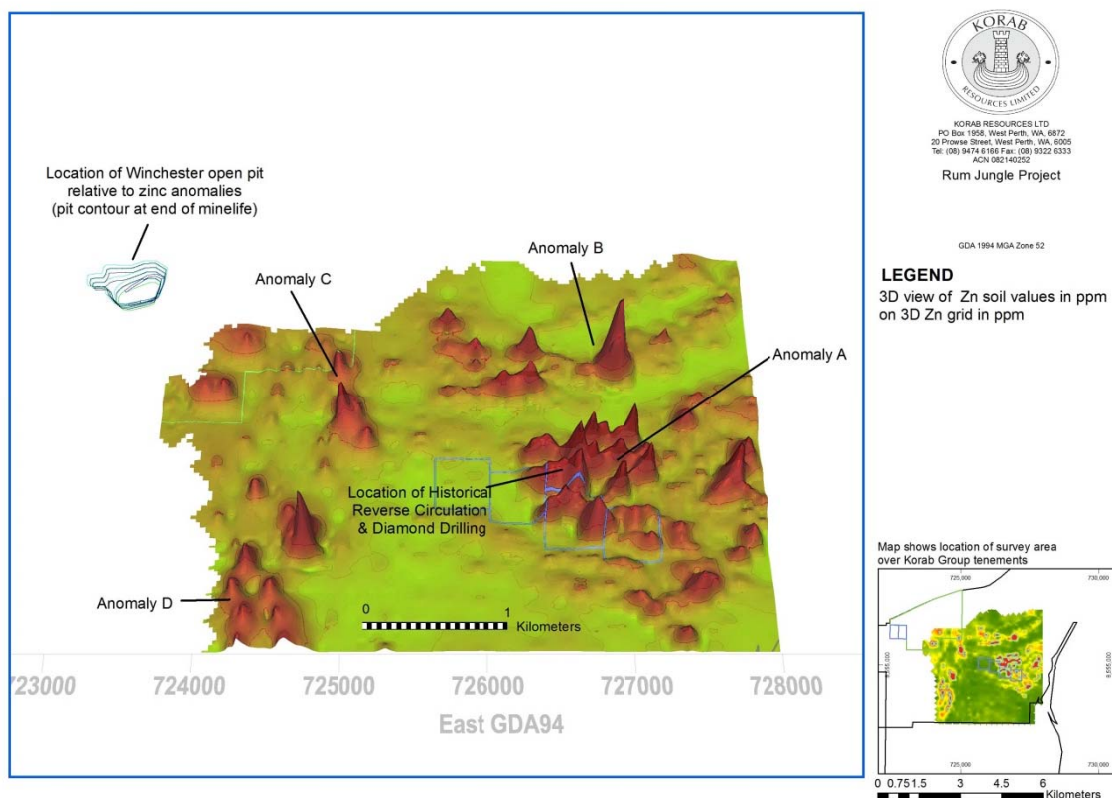 Location of Winchester open pit
relative to zinc anomalies
(pit contour at end of minelife)
Anomaly C
Anomaly B
Anomaly A
Location of Historical
Reverse Circulation
& Diamond Drilling
Anomaly D
0 1
Kilometers
723000 724000 725000 726000 727000 728000
East GDA94
KORAB
RESOURCES LIMITED
KORAB RESOURCES LTD
PO Box 1958, West Perth, WA, 6872
20 Prowse Street, West Perth, WA, 6005
Tel: (08) 9474 6166 Fax: (08) 9322 6333
ACN 082140252
Rum Jungle Project
GDA 1994 MGA Zone 52
LEGEND
3D view of Zn soil values in ppm
on 3D Zn grid in ppm
Map shows location of survey area
over Korab Group tenements
725,000 730,000
725,000 730,000
0 0.75 1.5 3 4.5 6
Kilometers